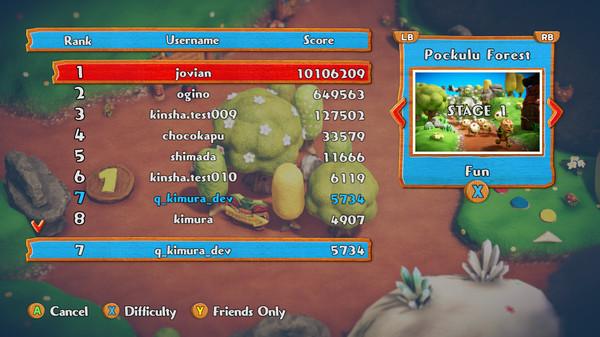 Rank Username Score
1 jovian 10106209
2 ogino 649563
3 kinsha.test009 127502
4 chocokapu 33579
5 shimada 11666
6 kinsha.test010 6119
7 q_kimura_dev 5734
8 kimura 4907
7 q_kimura_dev 5734
LB RB
Pockulu Forest
STAGE 1
Fun
X
1
A Cancel X Difficulty Y Friends Only